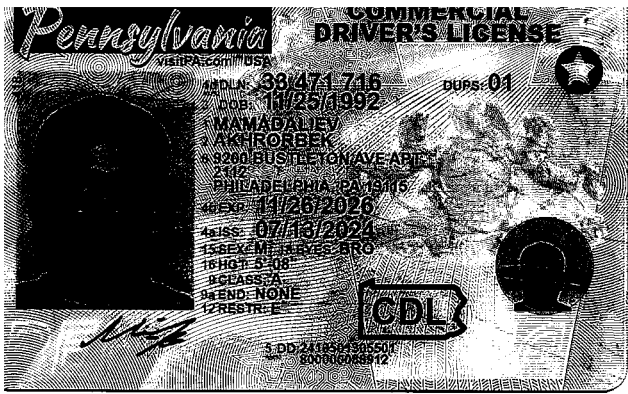 Pennsylvania
visitPA.com USA
COMMERCIAL
DRIVER'S LICENSE
4d DLN: 33 471 716
DUPS: 01
3 DOB: 11/25/1992
1 MAMADALIEV
2 AKHRORBEK
8 9200 BUSTLETON AVE APT
2112
PHILADELPHIA, PA 19115
4b EXP: 11/26/2026
4a ISS: 07/13/2024
15 SEX: M 18 EYES: BRO
16 HGT: 5'-08"
9 CLASS: A
9a END: NONE
12 RESTR: E
CDL
5 DD: